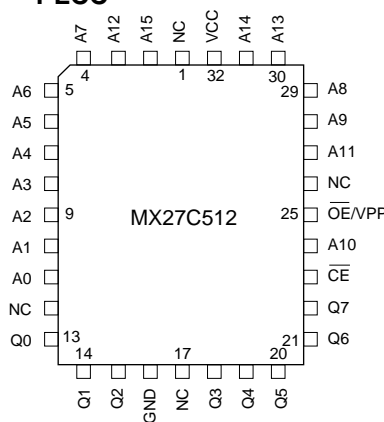 PLCC
A7 A12 A15 NC VCC A14 A13
4 1 32 30
A6 5 29 A8
A5 A9
A4 A11
A3 NC
A2 9 MX27C512 25 OE/VPP
A1 A10
A0 CE
NC Q7
Q0 13 21 Q6
14 17 20
Q1 Q2 GND NC Q3 Q4 Q5